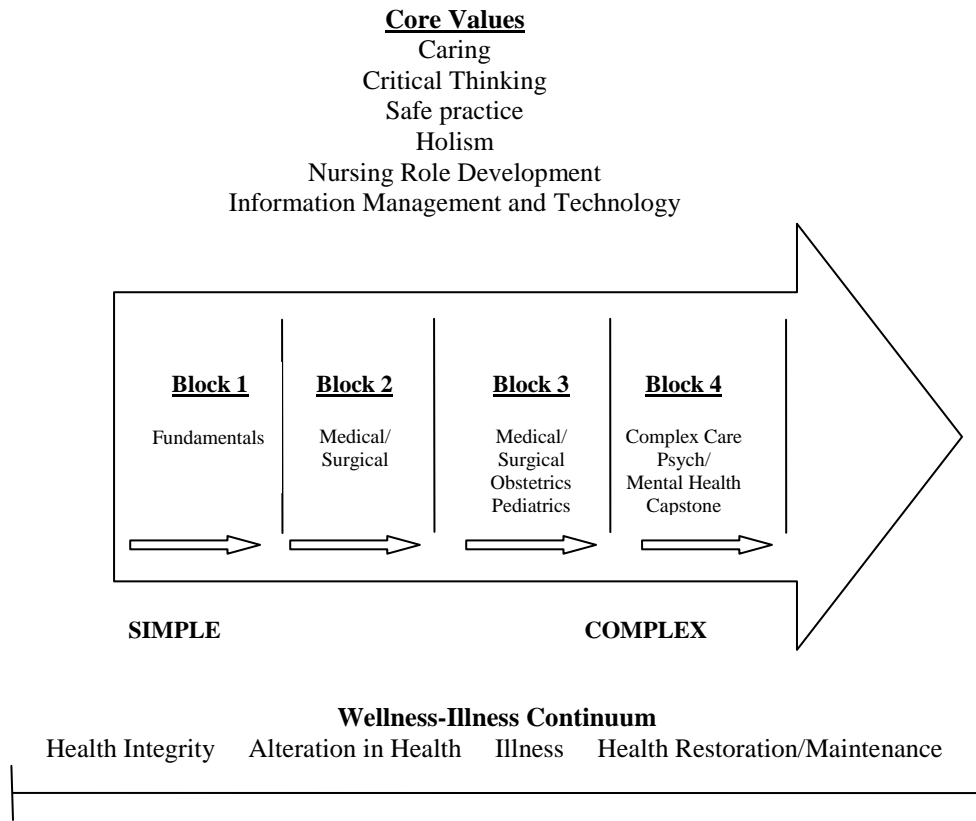 Core Values
Caring
Critical Thinking
Safe practice
Holism
Nursing Role Development
Information Management and Technology
Block 1
Fundamentals
Block 2
Medical/
Surgical
Block 3
Medical/
Surgical
Obstetrics
Pediatrics
Block 4
Complex Care
Psych/
Mental Health
Capstone
SIMPLE
COMPLEX
Wellness-Illness Continuum
Health Integrity Alteration in Health Illness Health Restoration/Maintenance